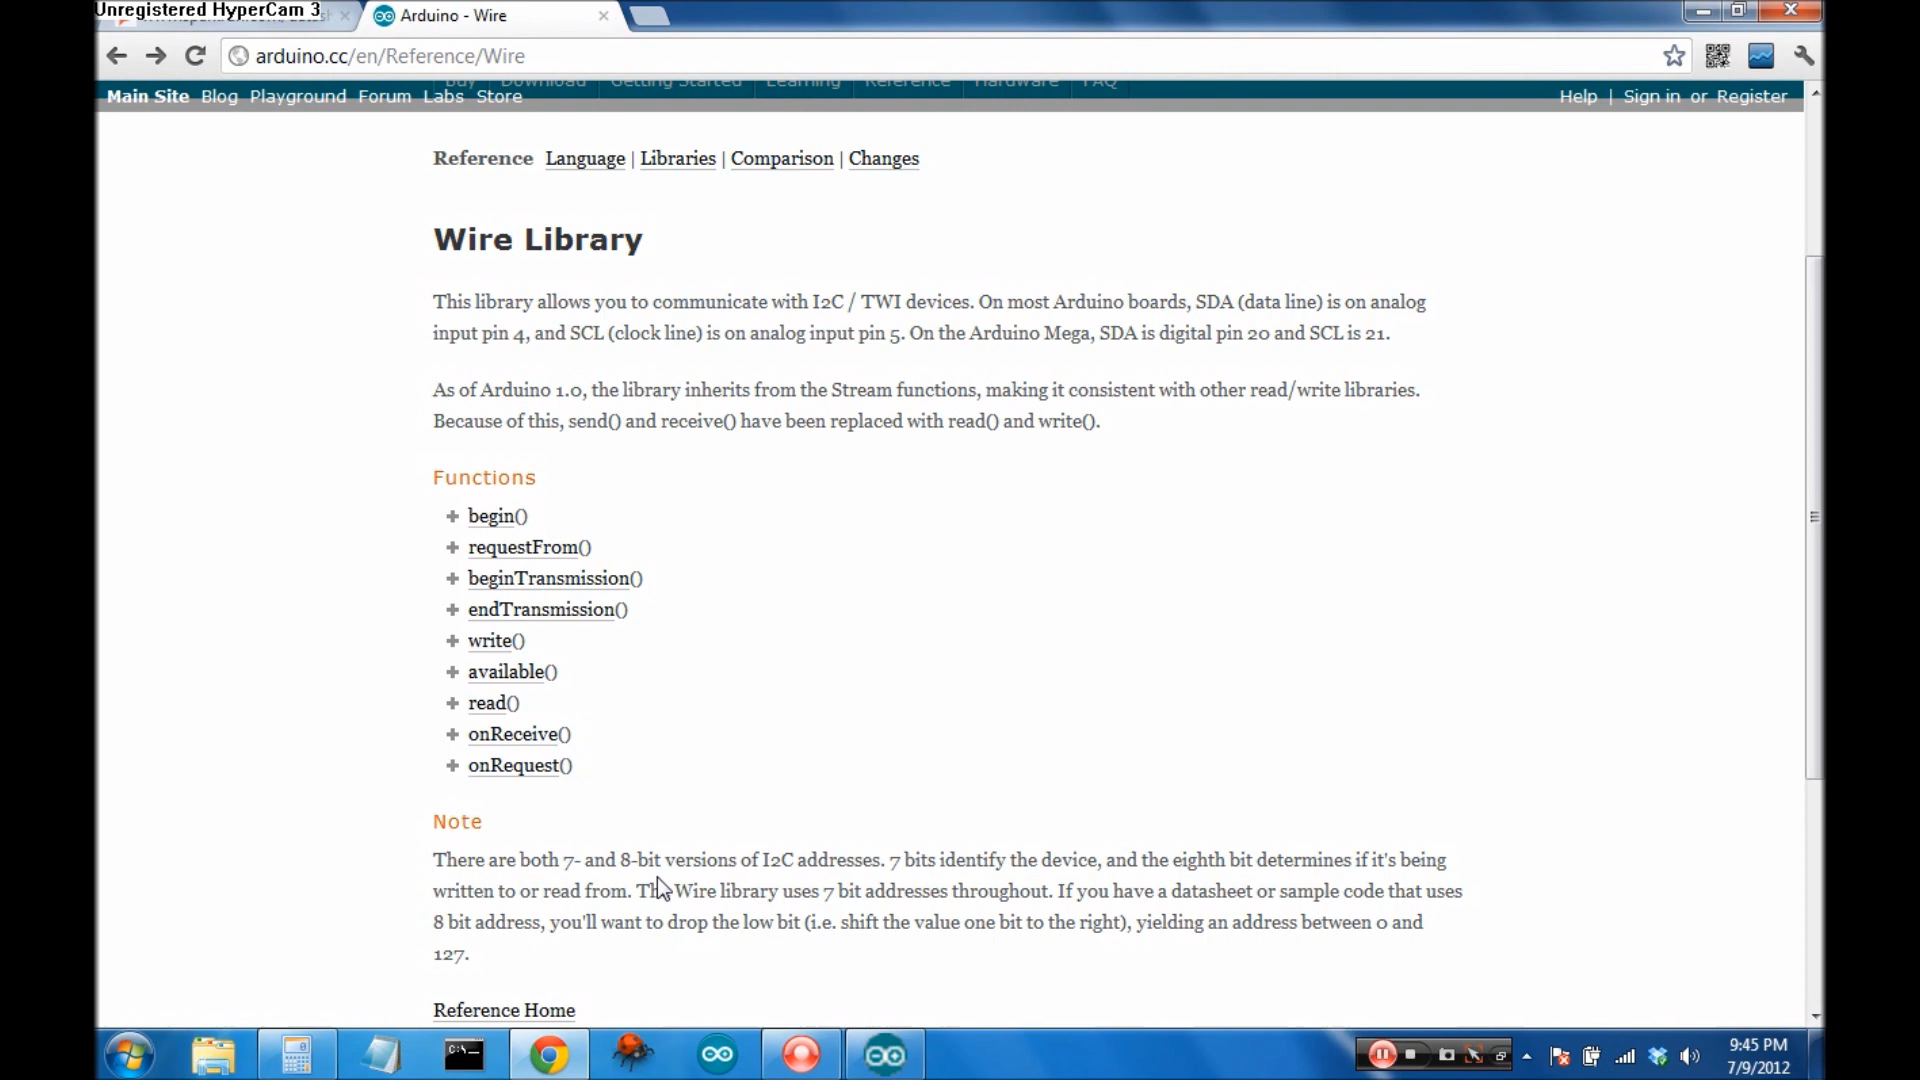 Unregistered HyperCam 3
Arduino - Wire
arduino.cc/en/Reference/Wire
Buy Download Getting Started Learning Reference Hardware FAQ
Main Site Blog Playground Forum Labs Store Help | Sign in or Register
Reference Language | Libraries | Comparison | Changes
Wire Library
This library allows you to communicate with I2C / TWI devices. On most Arduino boards, SDA (data line) is on analog
input pin 4, and SCL (clock line) is on analog input pin 5. On the Arduino Mega, SDA is digital pin 20 and SCL is 21.
As of Arduino 1.0, the library inherits from the Stream functions, making it consistent with other read/write libraries.
Because of this, send() and receive() have been replaced with read() and write().
Functions
begin()
requestFrom()
beginTransmission()
endTransmission()
write()
available()
read()
onReceive()
onRequest()
Note
There are both 7- and 8-bit versions of I2C addresses. 7 bits identify the device, and the eighth bit determines if it's being
written to or read from. The Wire library uses 7 bit addresses throughout. If you have a datasheet or sample code that uses
8 bit address, you'll want to drop the low bit (i.e. shift the value one bit to the right), yielding an address between 0 and
127.
Reference Home
C:\
9:45 PM
7/9/2012